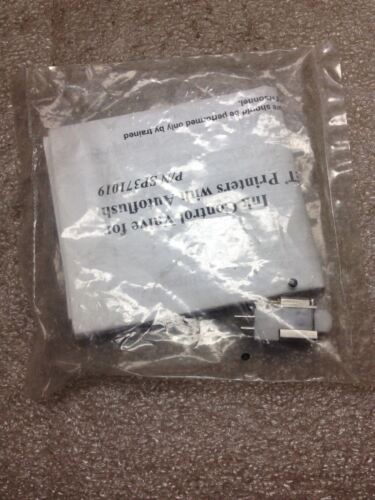 Ink Control Valve for
T" Printers with Autoflush
P/N SP371019
should be performed only by trained